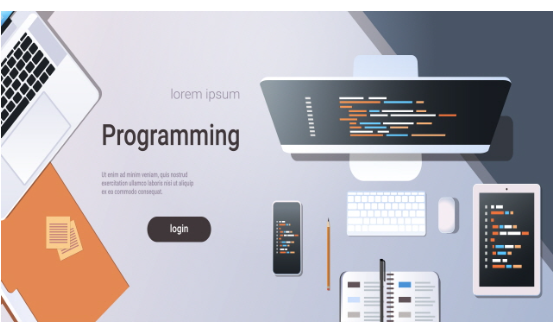 lorem ipsum
Programming
Ut enim ad minim veniam, quis nostrud
exercitation ullamco laboris nisi ut aliquip
ex ea commodo consequat.
login